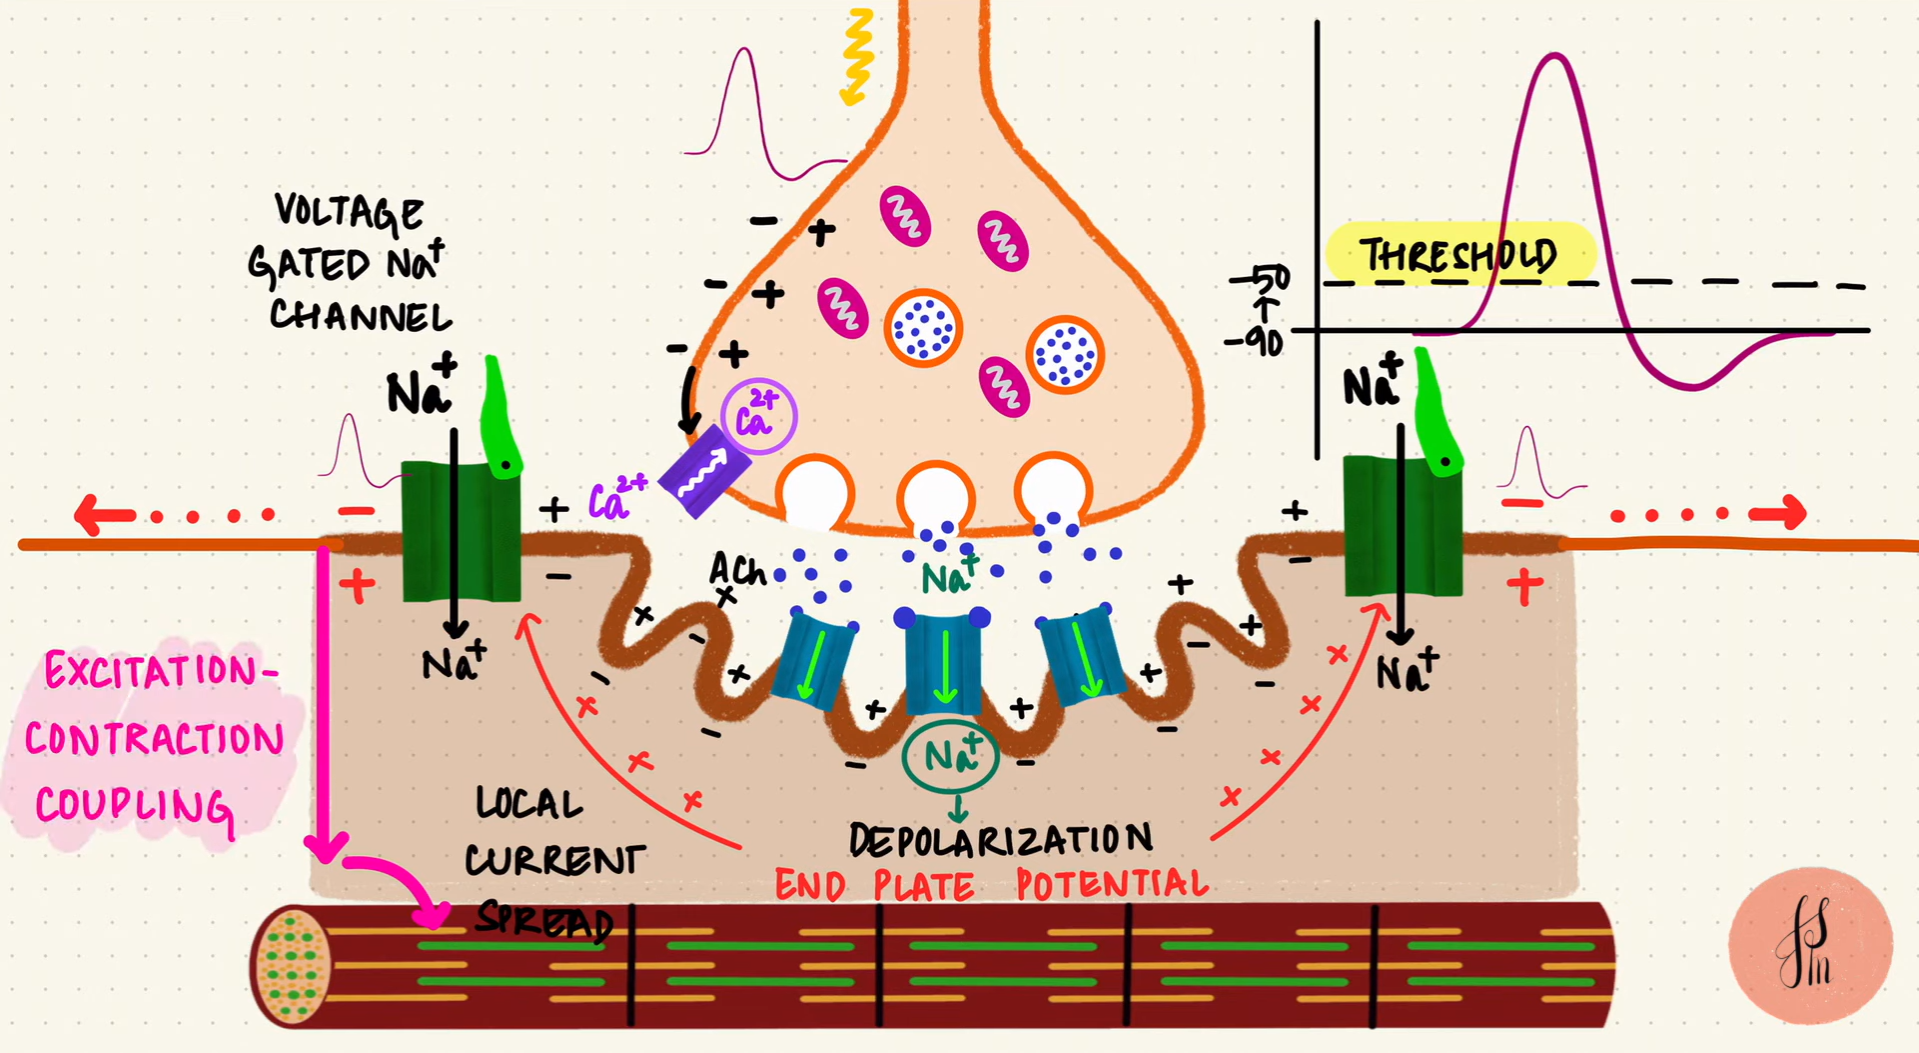 VOLTAGE
GATED Na+
CHANNEL
Na+
Na+
Ca2+
Ca2+
ACh
Na+
Na+
DEPOLARIZATION
END PLATE POTENTIAL
LOCAL
CURRENT
SPREAD
EXCITATION-
CONTRACTION
COUPLING
THRESHOLD
-50
-90
Na+
Na+